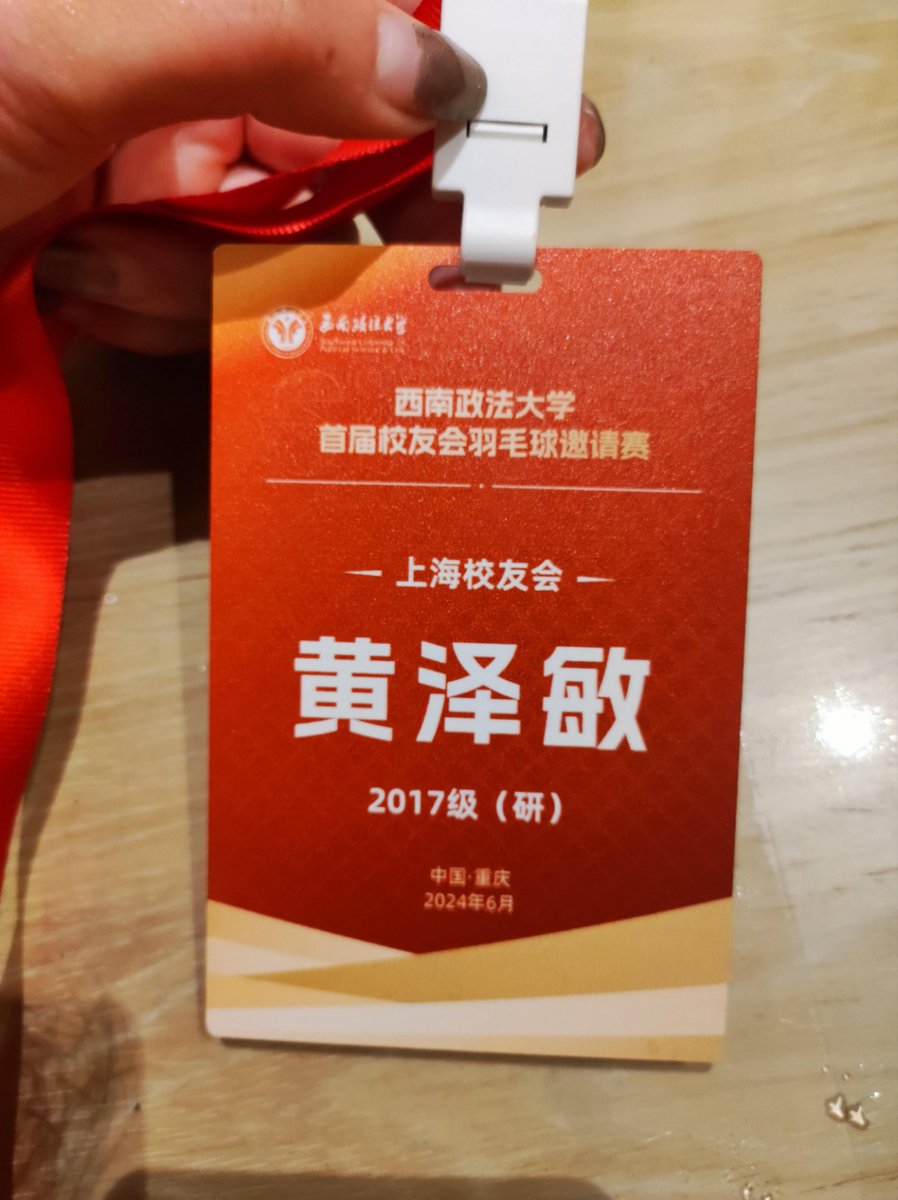 西南政法大学
西南政法大学
首届校友会羽毛球邀请赛
上海校友会
黄泽敏
2017级（研）
中国·重庆
2024年6月